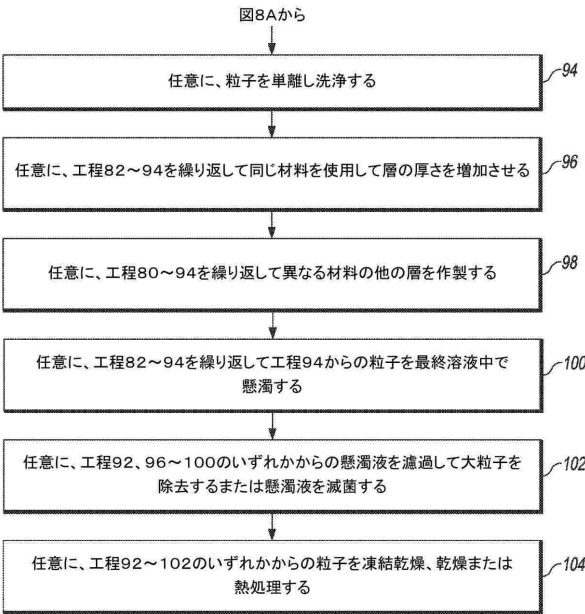 図8Aから
任意に、粒子を単離し洗浄する
94
任意に、工程82～94を繰り返して同じ材料を使用して層の厚さを増加させる
96
任意に、工程80～94を繰り返して異なる材料の他の層を作製する
98
任意に、工程82～94を繰り返して工程94からの粒子を最終溶液中で
懸濁する
100
任意に、工程92、96～100のいずれかからの懸濁液を濾過して大粒子を
除去するまたは懸濁液を滅菌する
102
任意に、工程92～102のいずれかからの粒子を凍結乾燥、乾燥または
熱処理する
104